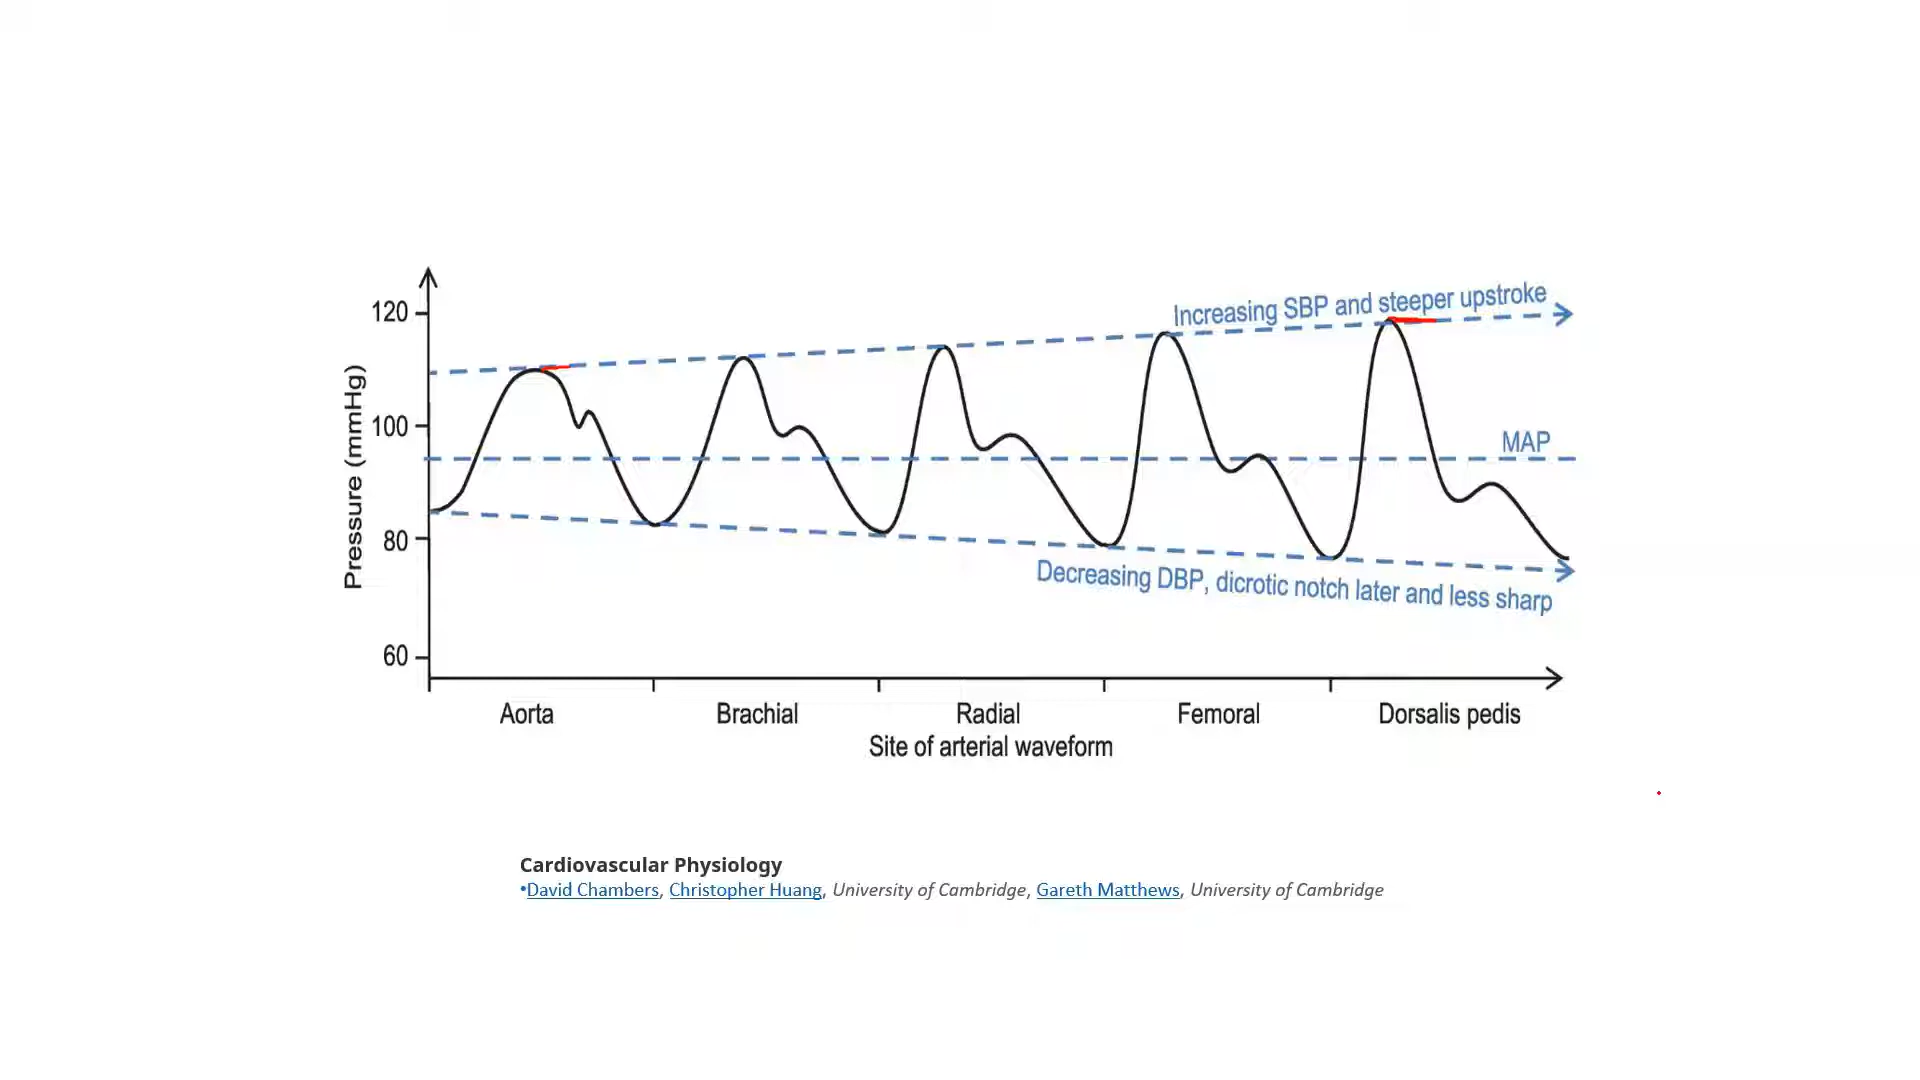 Increasing SBP and steeper upstroke
120
100
80
60
Pressure (mmHg)
MAP
Decreasing DBP, dicrotic notch later and less sharp
Aorta Brachial Radial Femoral Dorsalis pedis
Site of arterial waveform
Cardiovascular Physiology
•David Chambers, Christopher Huang, University of Cambridge, Gareth Matthews, University of Cambridge